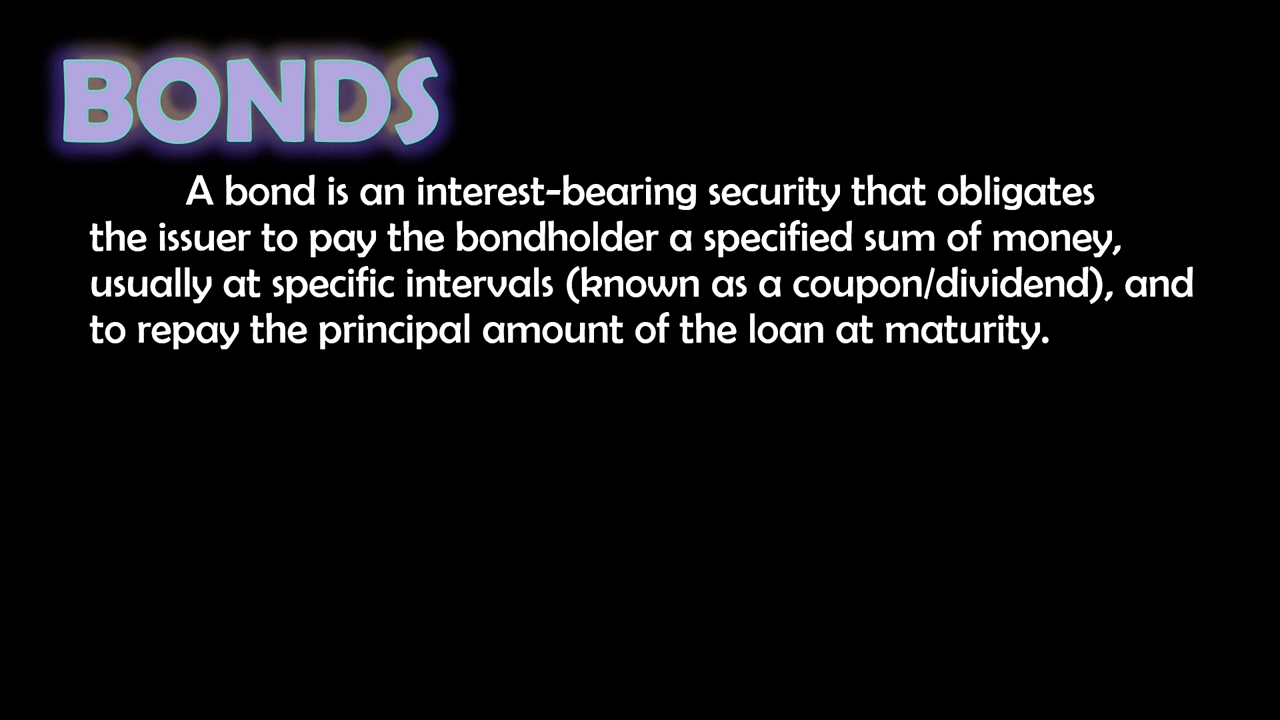 BONDS
A bond is an interest-bearing security that obligates
the issuer to pay the bondholder a specified sum of money,
usually at specific intervals (known as a coupon/dividend), and
to repay the principal amount of the loan at maturity.